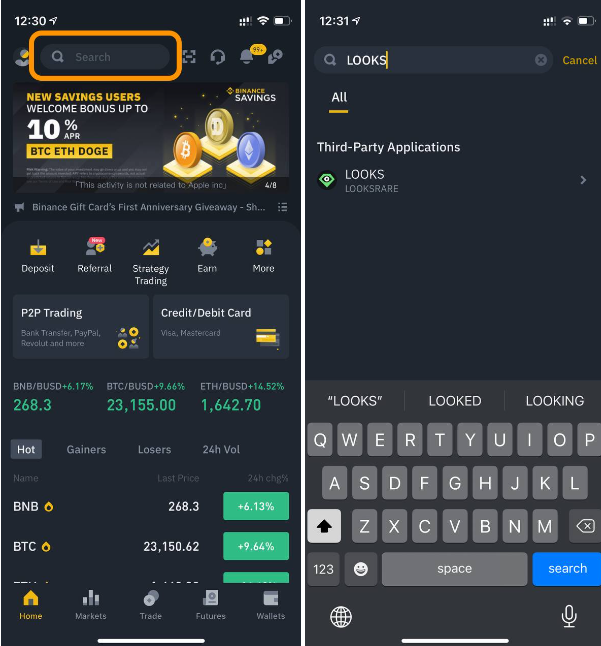 12:30
Search
99+
NEW SAVINGS USERS
WELCOME BONUS UP TO
10 % APR
BTC ETH DOGE
BINANCE
SAVINGS
「This activity is not related to Apple inc」
4/8
Binance Gift Card's First Anniversary Giveaway - Sh...
New
Deposit
Referral
Strategy
Trading
Earn
More
P2P Trading
Bank Transfer, PayPal,
Revolut and more
Credit/Debit Card
Visa, Mastercard
BNB/BUSD+6.17%
268.3
BTC/BUSD+9.66%
23,155.00
ETH/BUSD+14.52%
1,642.70
Hot Gainers Losers 24h Vol
Name Last Price 24h chg%
BNB 268.3 +6.13%
BTC 23,150.62 +9.64%
Home Markets Trade Futures Wallets
12:31
LOOKS
Cancel
All
Third-Party Applications
LOOKS
LOOKSRARE
“LOOKS” LOOKED LOOKING
Q W E R T Y U I O P
A S D F G H J K L
Z X C V B N M
123 space search